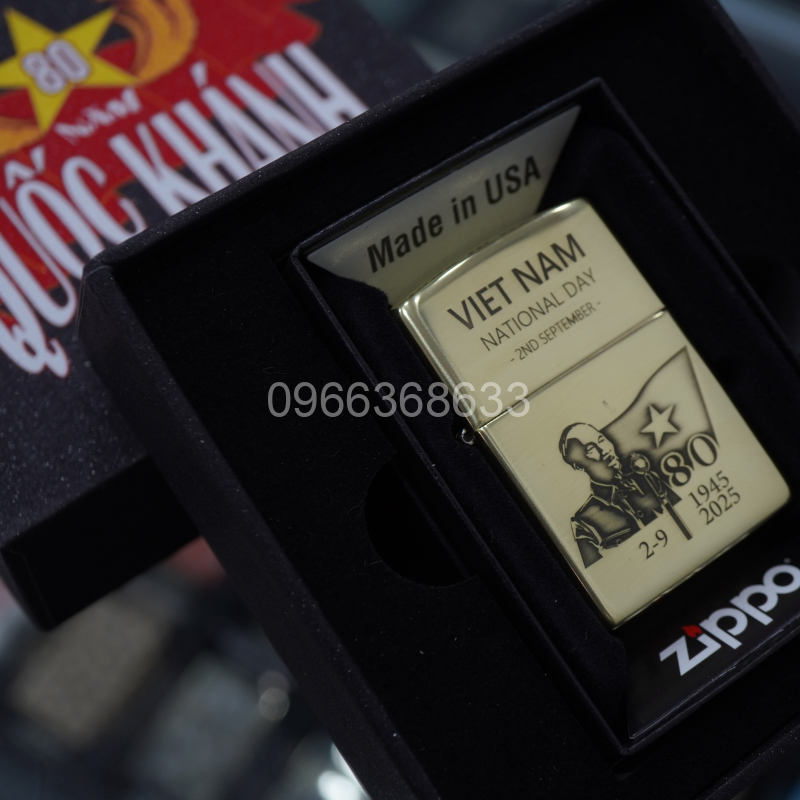 80
NĂM
QUỐC KHÁNH
Made in USA
VIET NAM
NATIONAL DAY
- 2ND SEPTEMBER -
0966368633
80
1945
2025
2-9
zippo